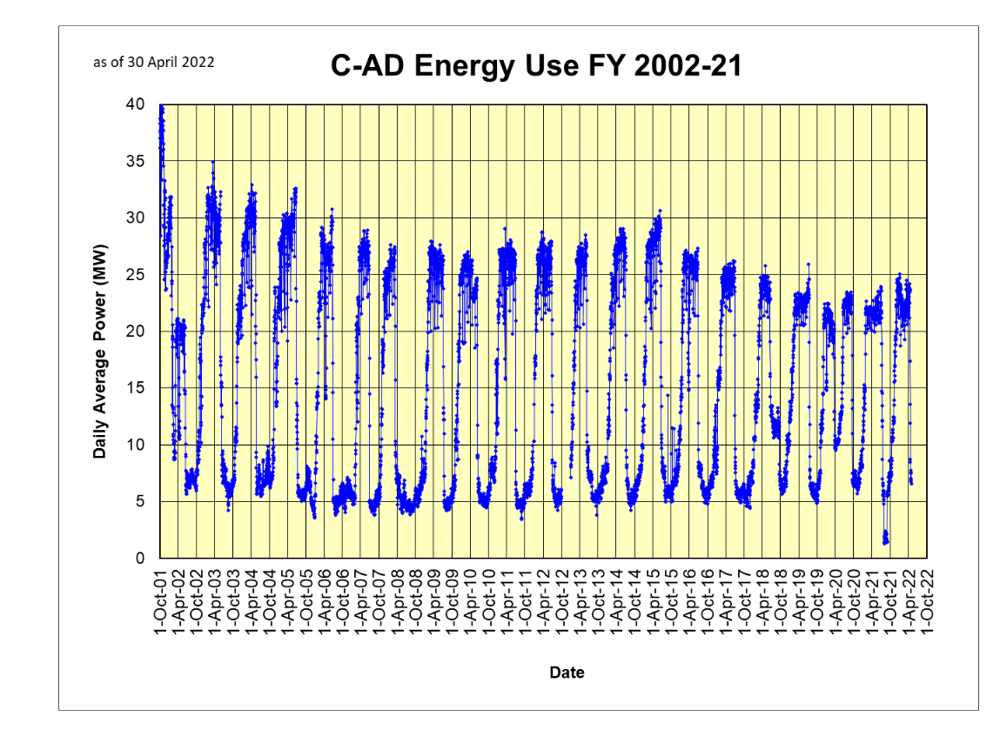 as of 30 April 2022
C-AD Energy Use FY 2002-21
Daily Average Power (MW)
40
35
30
25
20
15
10
5
0
1-Oct-01
1-Apr-02
1-Oct-02
1-Apr-03
1-Oct-03
1-Apr-04
1-Oct-04
1-Apr-05
1-Oct-05
1-Apr-06
1-Oct-06
1-Apr-07
1-Oct-07
1-Apr-08
1-Oct-08
1-Apr-09
1-Oct-09
1-Apr-10
1-Oct-10
1-Apr-11
1-Oct-11
1-Apr-12
1-Oct-12
1-Apr-13
1-Oct-13
1-Apr-14
1-Oct-14
1-Apr-15
1-Oct-15
1-Apr-16
1-Oct-16
1-Apr-17
1-Oct-17
1-Apr-18
1-Oct-18
1-Apr-19
1-Oct-19
1-Apr-20
1-Oct-20
1-Apr-21
1-Oct-21
1-Apr-22
1-Oct-22
Date